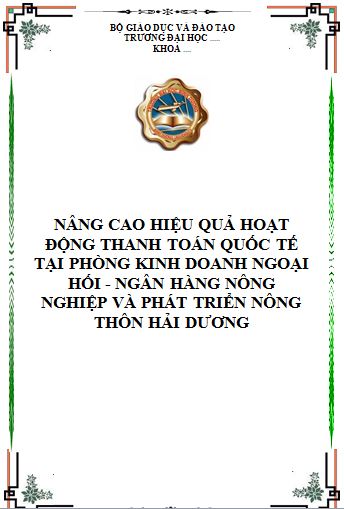 BỘ GIÁO DỤC VÀ ĐÀO TẠO
TRƯỜNG ĐẠI HỌC .....
KHOA ....
NÂNG CAO HIỆU QUẢ HOẠT
ĐỘNG THANH TOÁN QUỐC TẾ
TẠI PHÒNG KINH DOANH NGOẠI
HỐI - NGÂN HÀNG NÔNG
NGHIỆP VÀ PHÁT TRIỂN NÔNG
THÔN HẢI DƯƠNG